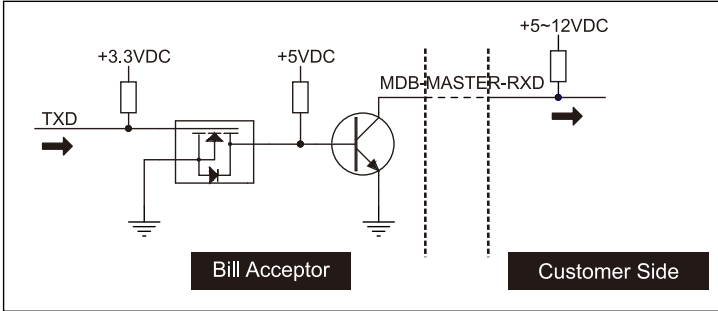 +5~12VDC
+3.3VDC
+5VDC
MDB-MASTER-RXD
TXD
Bill Acceptor
Customer Side